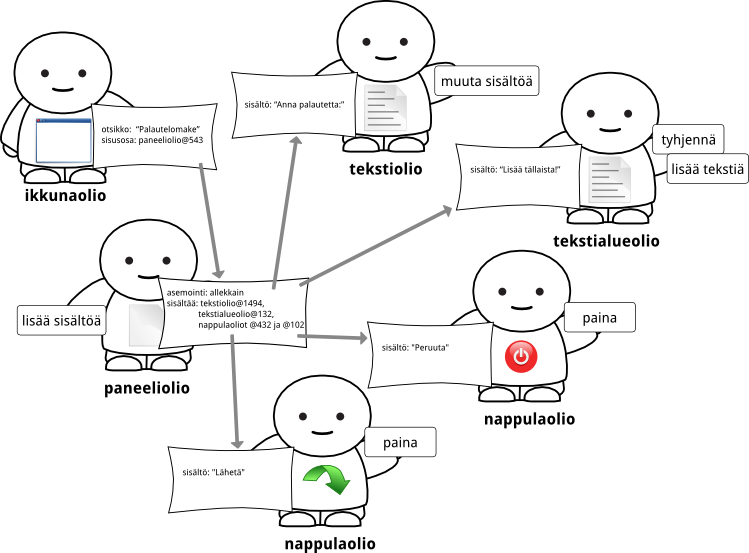 sisältö: “Anna palautetta:”
muuta sisältöä
tekstiolio
otsikko: “Palautelomake”
sisusosa: paneeliolio@543
ikkunaolio
sisältö: “Lisää tällaista!”
tyhjennä
lisää tekstiä
tekstialueolio
asemointi: allekkain
sisältää: tekstiolio@1494,
tekstialueolio@132,
nappulaoliot @432 ja @102
lisää sisältöä
paneeliolio
sisältö: "Peruuta"
paina
nappulaolio
sisältö: "Lähetä"
paina
nappulaolio